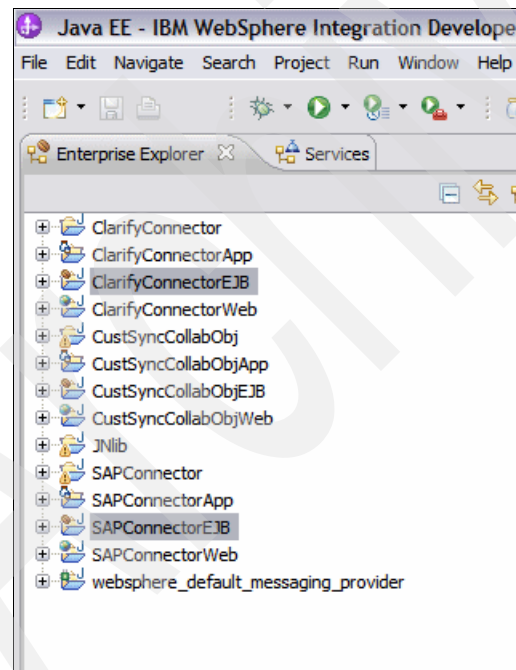 Java EE - IBM WebSphere Integration Develope
File Edit Navigate Search Project Run Window Help
Enterprise Explorer Services
ClarifyConnector
ClarifyConnectorApp
ClarifyConnectorEJB
ClarifyConnectorWeb
CustSyncCollabObj
CustSyncCollabObjApp
CustSyncCollabObjEJB
CustSyncCollabObjWeb
JNlib
SAPConnector
SAPConnectorApp
SAPConnectorEJB
SAPConnectorWeb
websphere_default_messaging_provider